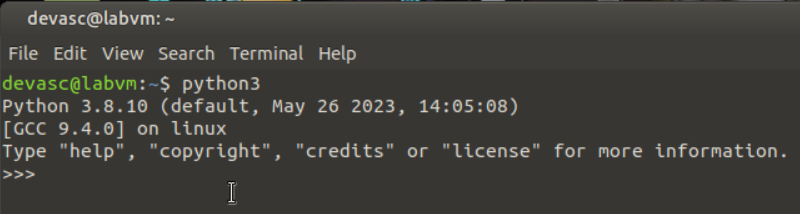 devasc@labvm: ~
File Edit View Search Terminal Help
devasc@labvm:~$ python3
Python 3.8.10 (default, May 26 2023, 14:05:08)
[GCC 9.4.0] on linux
Type "help", "copyright", "credits" or "license" for more information.
>>>